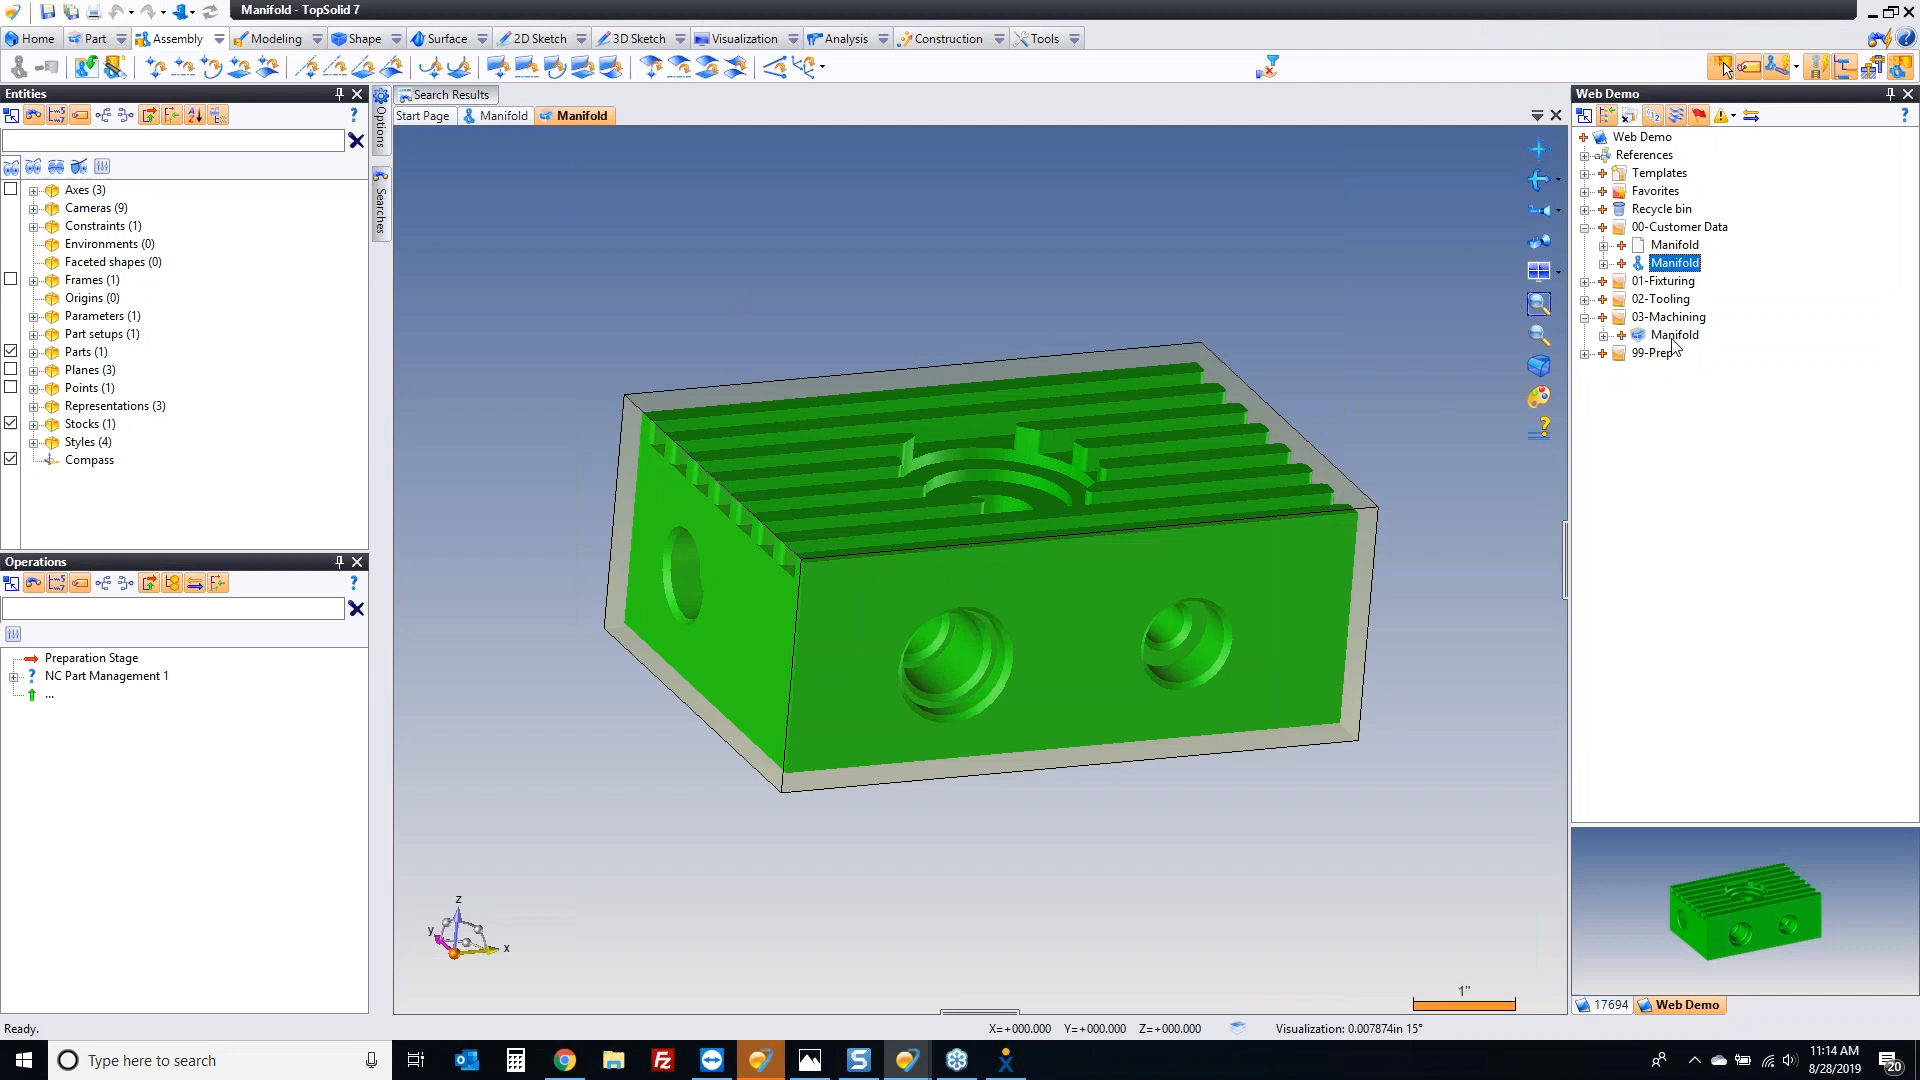 Manifold - TopSolid 7
Home Part Assembly Modeling Shape Surface 2D Sketch 3D Sketch Visualization Analysis Construction Tools
Entities
Axes (3)
Cameras (9)
Constraints (1)
Environments (0)
Faceted shapes (0)
Frames (1)
Origins (0)
Parameters (1)
Part setups (1)
Parts (1)
Planes (3)
Points (1)
Representations (3)
Stocks (1)
Styles (4)
Compass
Operations
Preparation Stage
NC Part Management 1
...
Options
Searches
Search Results
Start Page Manifold Manifold
z
y
x
1"
Web Demo
Web Demo
References
Templates
Favorites
Recycle bin
00-Customer Data
Manifold
Manifold
01-Fixturing
02-Tooling
03-Machining
Manifold
99-Prep
17694 Web Demo
Ready.
X=+000.000 Y=+000.000 Z=+000.000 Visualization: 0.007874in 15°
Type here to search
11:14 AM
8/28/2019
20